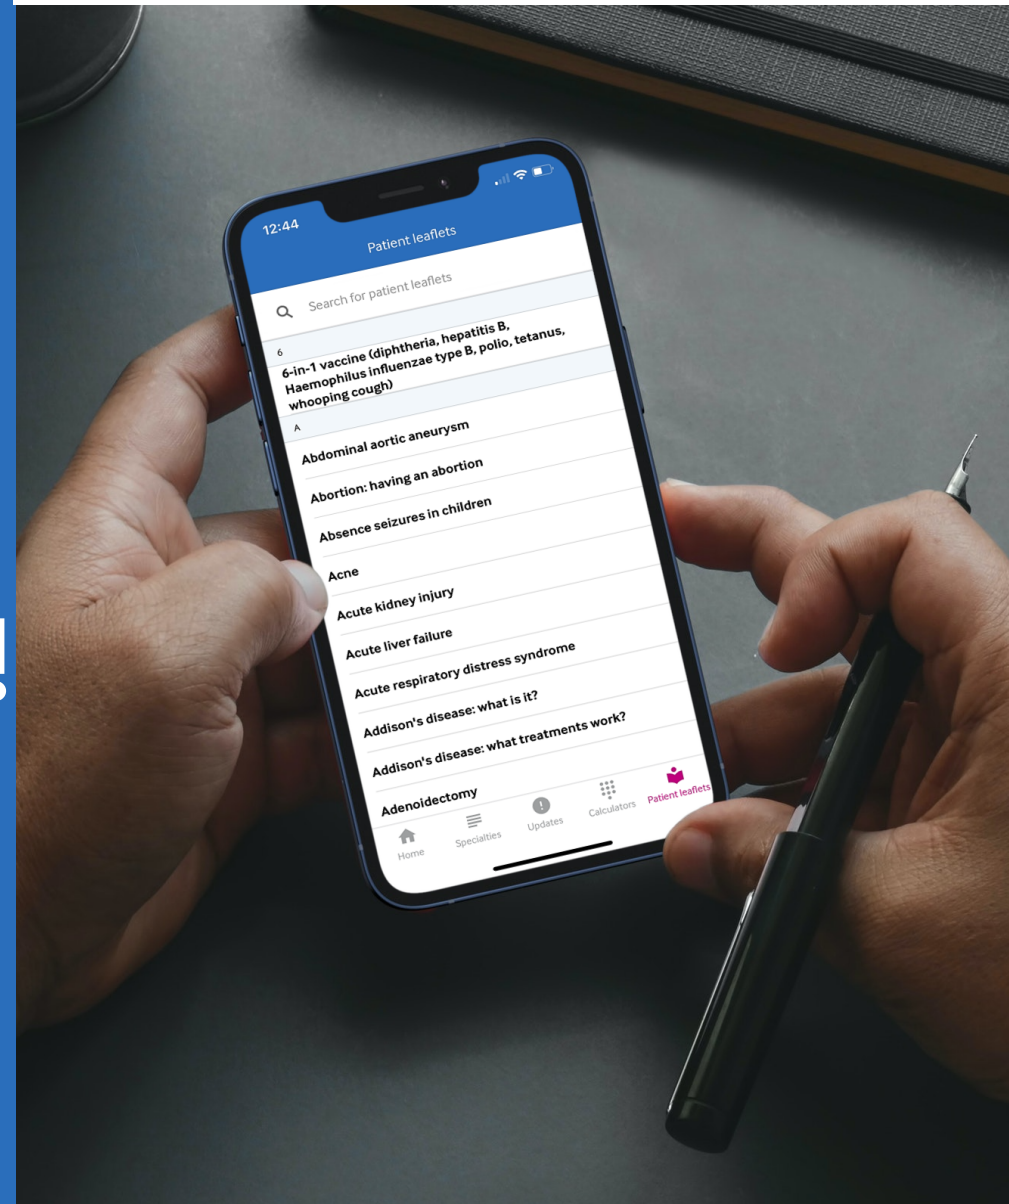 12:44
Patient leaflets
Search for patient leaflets
6
6-in-1 vaccine (diphtheria, hepatitis B,
Haemophilus influenzae type B, polio, tetanus,
whooping cough)
A
Abdominal aortic aneurysm
Abortion: having an abortion
Absence seizures in children
Acne
Acute kidney injury
Acute liver failure
Acute respiratory distress syndrome
Addison's disease: what is it?
Addison's disease: what treatments work?
Adenoidectomy
Home
Specialties
Updates
Calculators
Patient leaflets